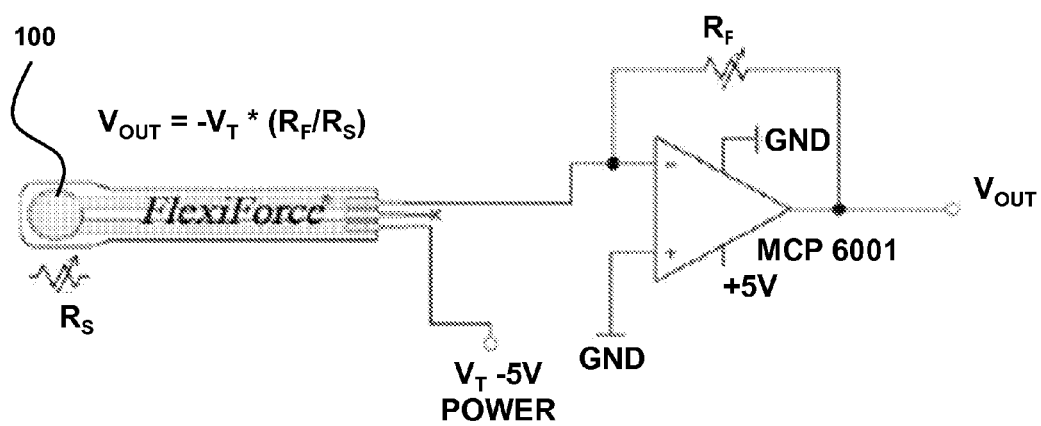 100
V_OUT = -V_T * (R_F/R_S)
FlexiForce®
R_S
V_T -5V
POWER
R_F
GND
-
+
MCP 6001
+5V
GND
V_OUT